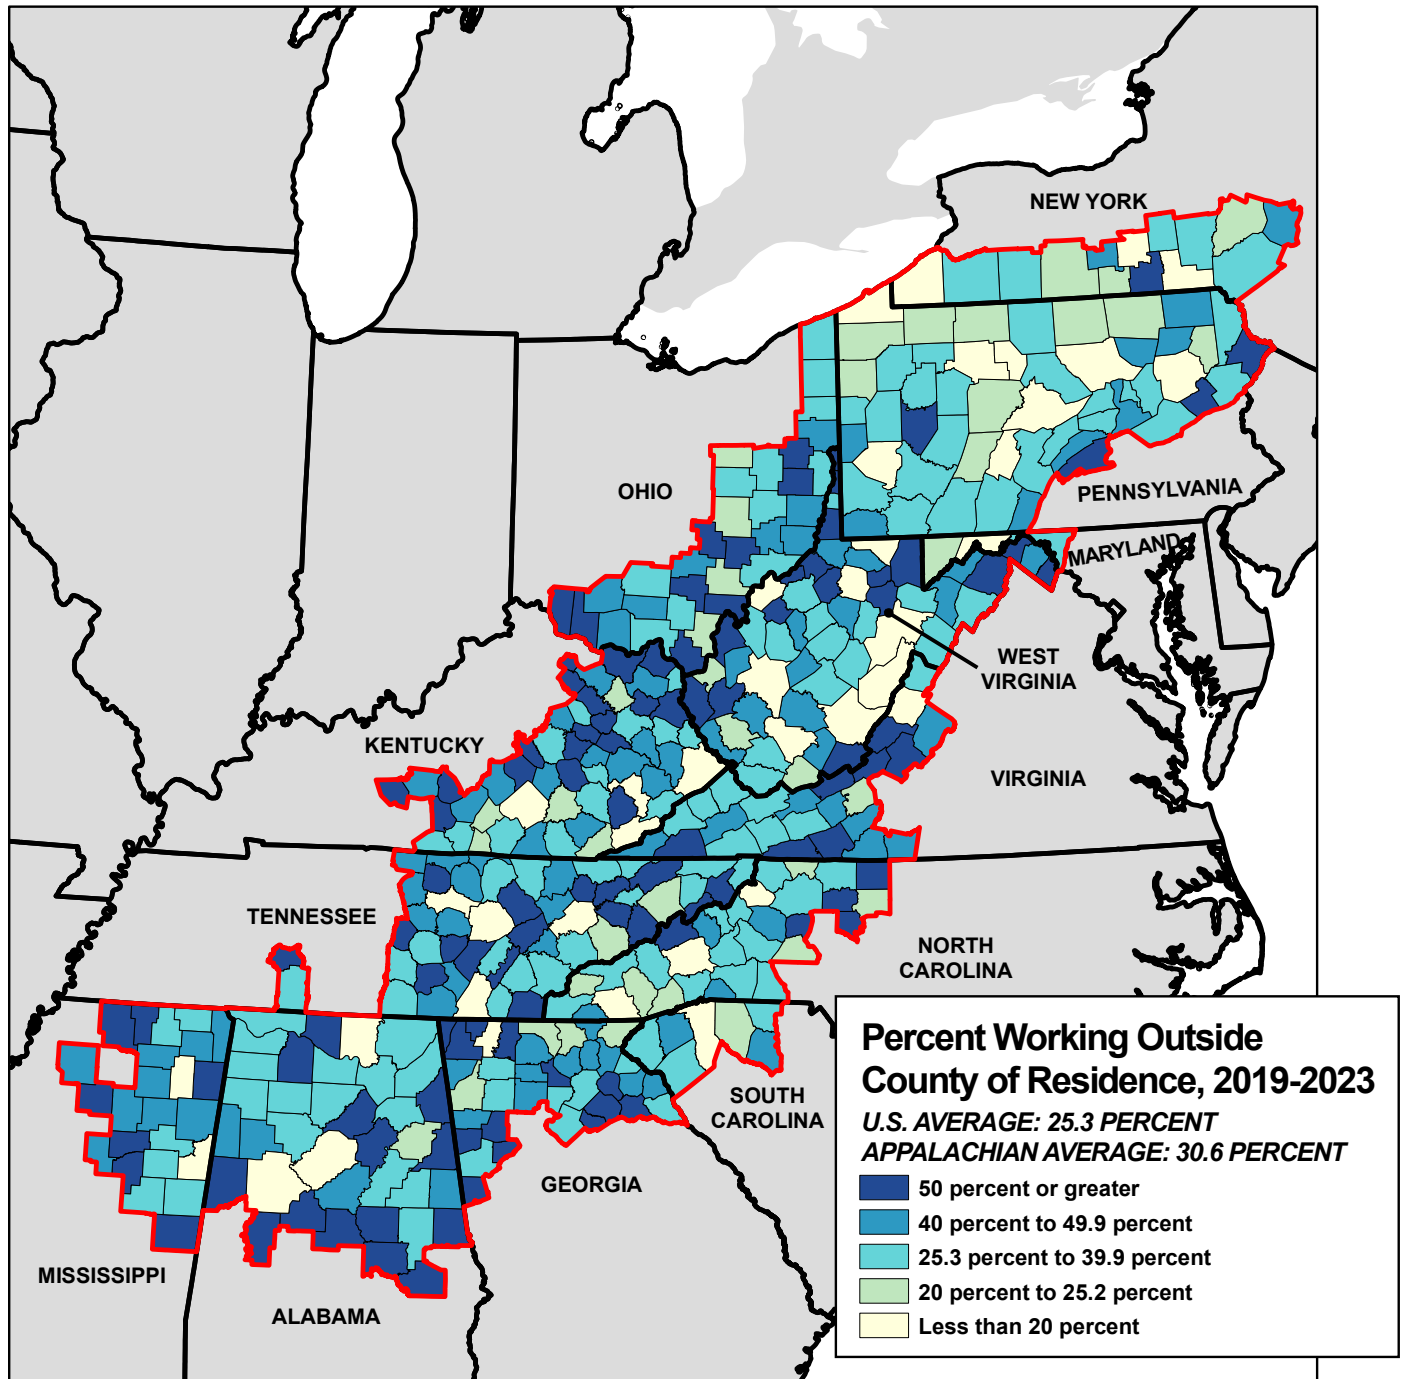 NEW YORK
OHIO
PENNSYLVANIA
MARYLAND
WEST
VIRGINIA
KENTUCKY
VIRGINIA
TENNESSEE
NORTH
CAROLINA
SOUTH
CAROLINA
GEORGIA
MISSISSIPPI
ALABAMA
Percent Working Outside
County of Residence, 2019-2023
U.S. AVERAGE: 25.3 PERCENT
APPALACHIAN AVERAGE: 30.6 PERCENT
50 percent or greater
40 percent to 49.9 percent
25.3 percent to 39.9 percent
20 percent to 25.2 percent
Less than 20 percent